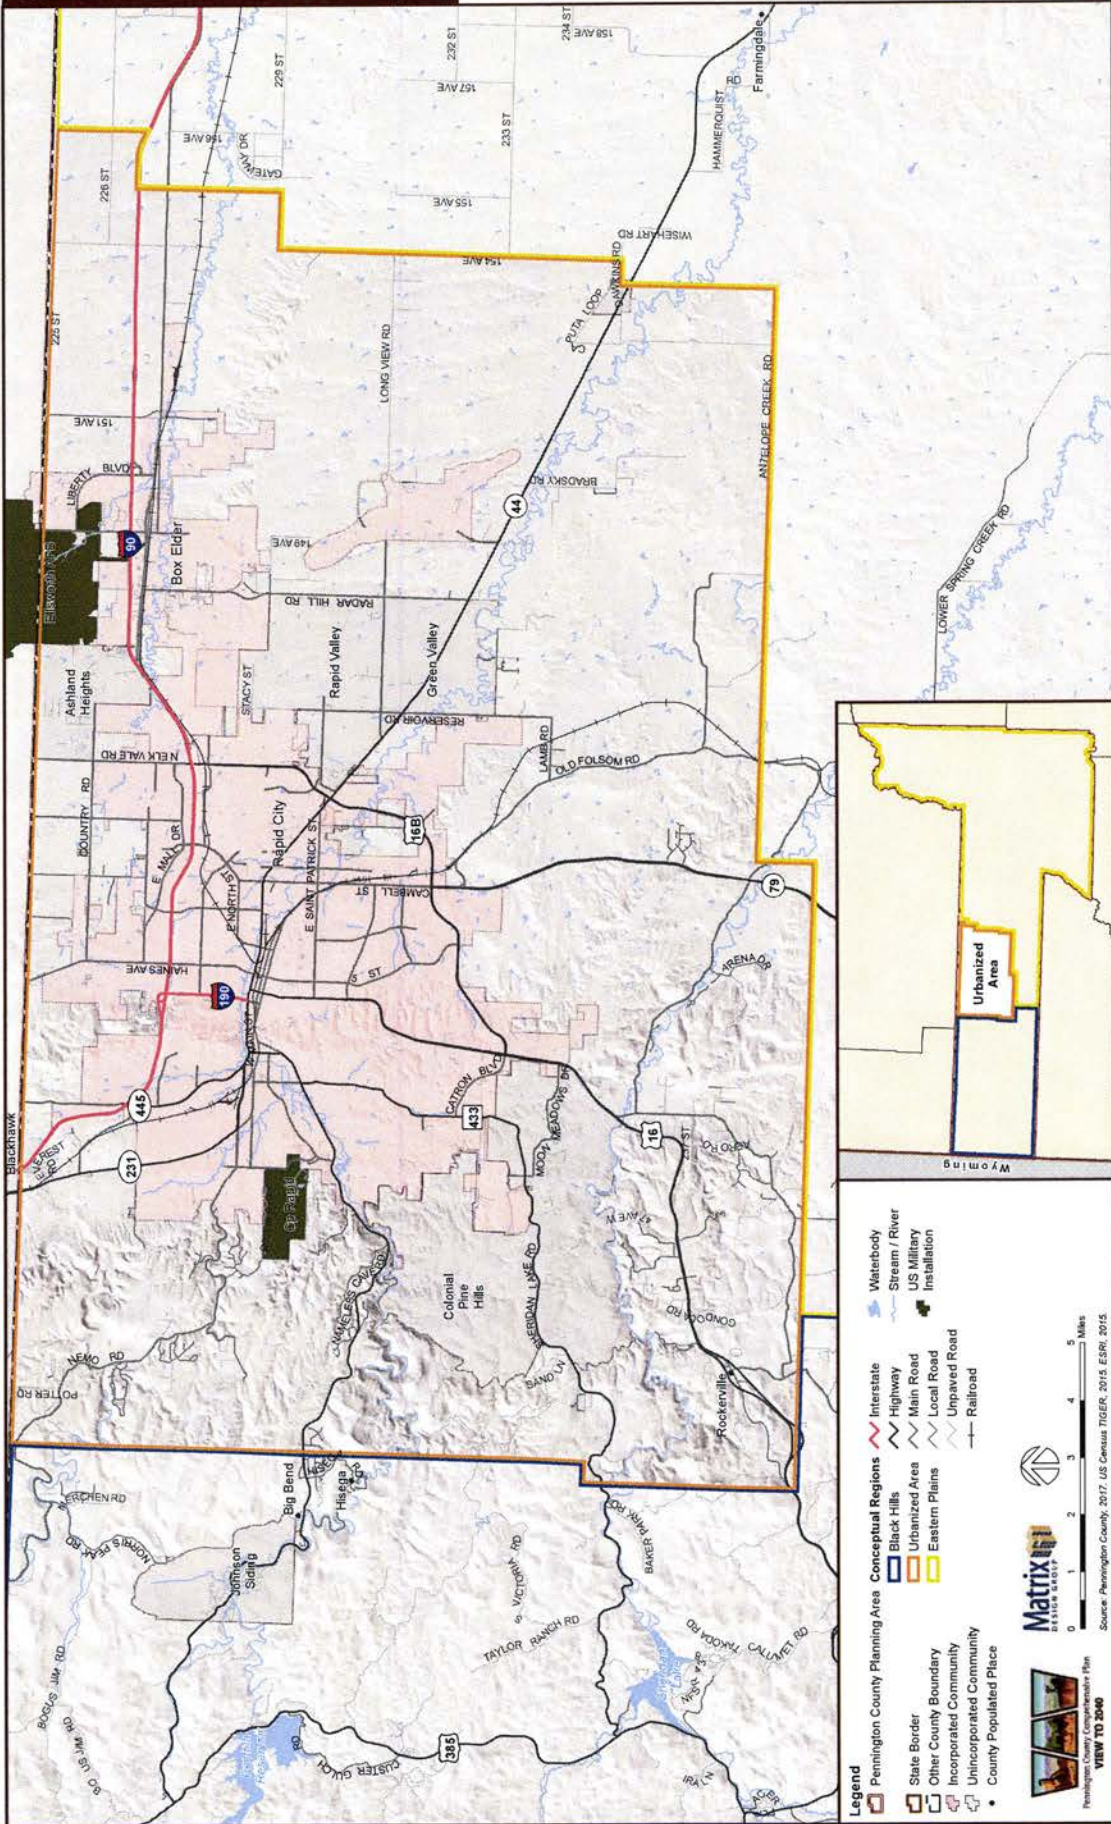 Blackhawk
EVEREST RD
231
445
190
90
HAINES AVE
COUNTRY RD
E MALL DR
N ELK VALE RD
Ashland
Heights
LIBERTY BLVD
151 AVE
225 ST
226 ST
156 AVE
GATEWAY DR
229 ST
155 AVE
154 AVE
157 AVE
232 ST
233 ST
234 ST
158 AVE
Farmingdale
HAMMERQUIST RD
WISEHART RD
PUTA LOOP
LONG VIEW RD
Box Elder
149 AVE
RADAR HILL RD
STACY ST
Rapid Valley
Green Valley
44
BRADSKY RD
RESERVOIR RD
ANTELOPE CREEK RD
LOWER SPRING CREEK RD
LAMB RD
OLD FOLSOM RD
Rapid City
E NORTH ST
E SAINT PATRICK ST
16B
CAMBELL ST
79
ARENA DR
5 ST
CATRON BLVD
433
MOON MEADOWS DR
16
SHERIDAN LAKE RD
Colonial
Pine
Hills
NAMELESS CAVE RD
NEMO RD
POTTER RD
SAND LN
Rockerville
Big Bend
Hisega
MERCHEN RD
NORRIS PEAK RD
Johnson
Siding
BOGUS JIM RD
S VICTORIA RD
TAYLOR RANCH RD
BAKER PARK RD
CALUMET RD
CUSTER GULCH RD
385
IRA LN
Urbanized
Area
Wyoming
Legend
Pennington County Planning Area
State Border
Other County Boundary
Incorporated Community
Unincorporated Community
County Populated Place
Conceptual Regions
Black Hills
Urbanized Area
Eastern Plains
Interstate
Highway
Main Road
Local Road
Unpaved Road
Railroad
Waterbody
Stream / River
US Military
Installation
Pennington County Comprehensive Plan
VIEW TO 2040
Matrix
DESIGN GROUP
0 1 2 3 4 5 Miles
Source: Pennington County, 2017, US Census TIGER, 2015. ESRI, 2015.